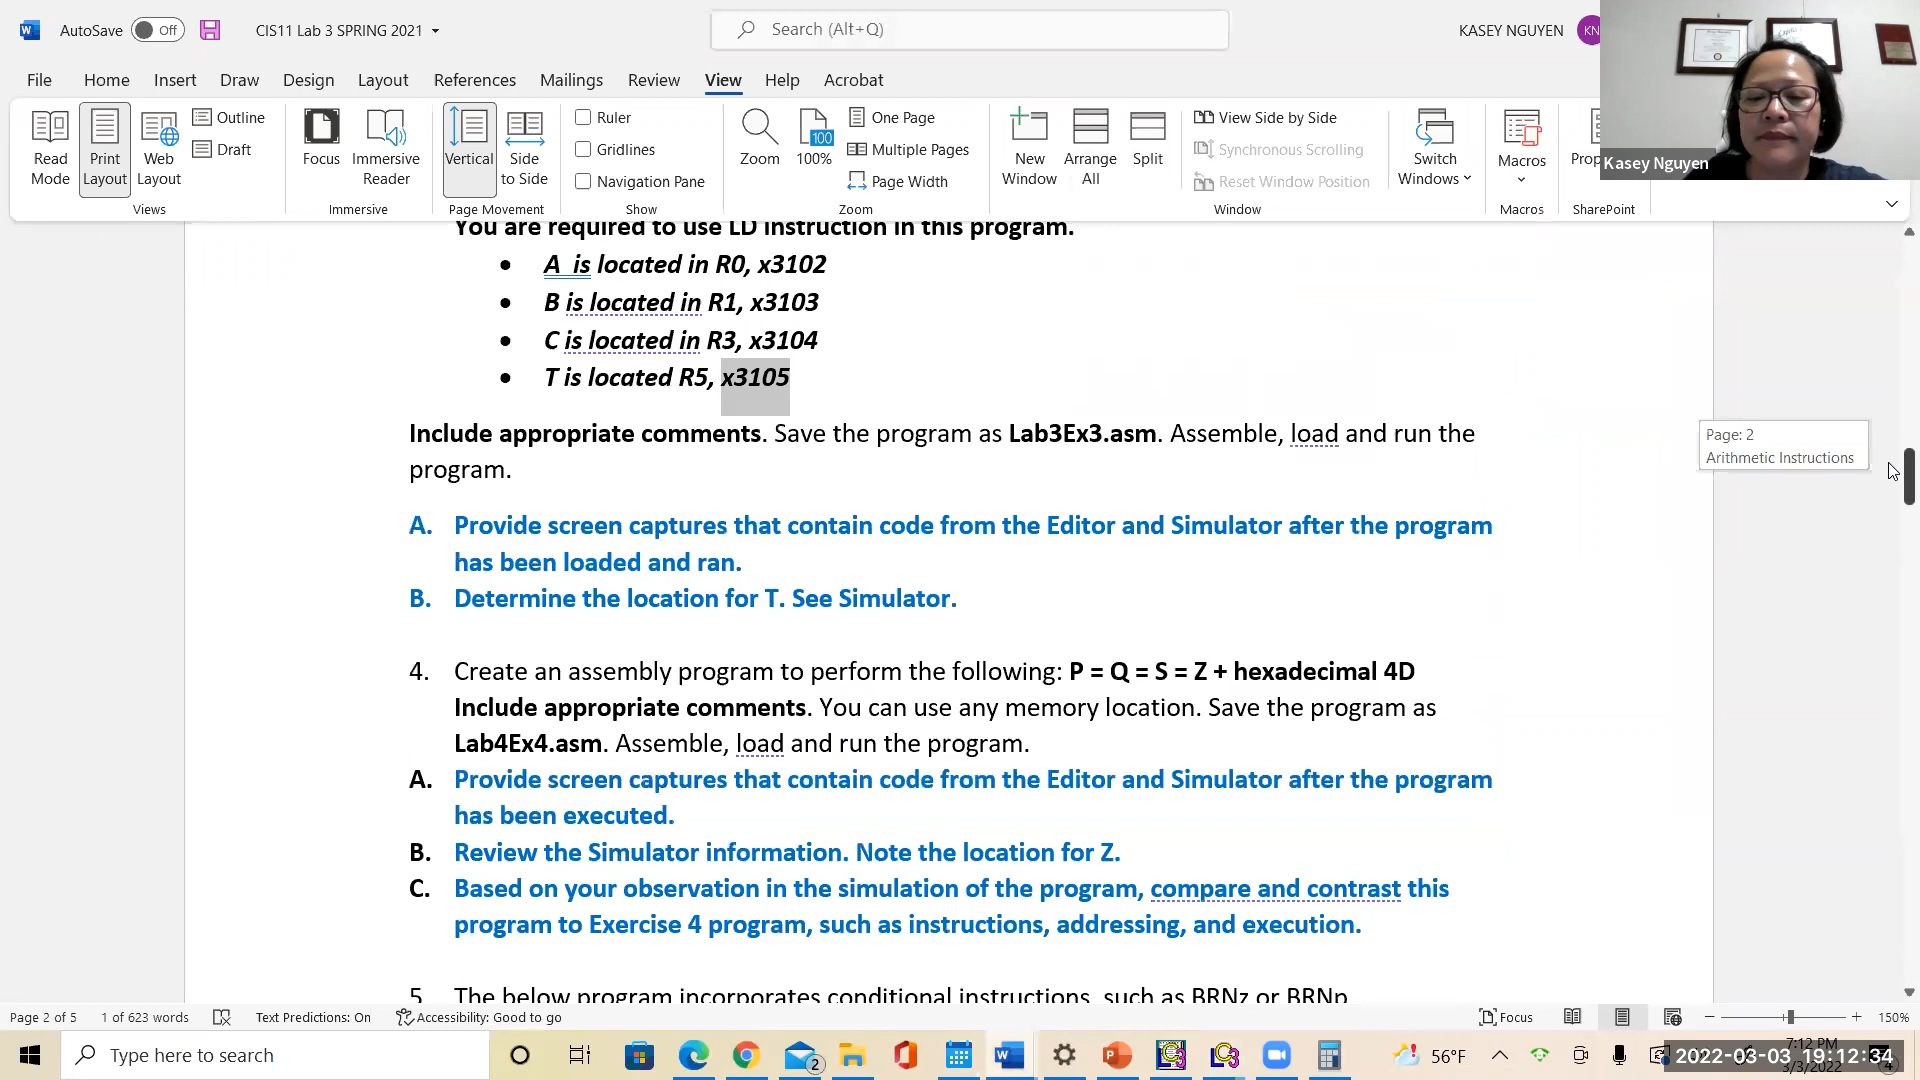 AutoSave Off CIS11 Lab 3 SPRING 2021 Search (Alt+Q) KASEY NGUYEN KN
File Home Insert Draw Design Layout References Mailings Review View Help Acrobat
Read Mode
Print Layout
Web Layout
Outline
Draft
Views
Focus
Immersive Reader
Immersive
Vertical
Side to Side
Page Movement
Ruler
Gridlines
Navigation Pane
Show
Zoom
100
100%
One Page
Multiple Pages
Page Width
Zoom
New Window
Arrange All
Split
View Side by Side
Synchronous Scrolling
Reset Window Position
Window
Switch Windows
Macros
Macros
SharePoint
Kasey Nguyen
You are required to use LD instruction in this program.
• A is located in R0, x3102
• B is located in R1, x3103
• C is located in R3, x3104
• T is located R5, x3105
Include appropriate comments. Save the program as Lab3Ex3.asm. Assemble, load and run the
program.
Page: 2
Arithmetic Instructions
A. Provide screen captures that contain code from the Editor and Simulator after the program
has been loaded and ran.
B. Determine the location for T. See Simulator.
4. Create an assembly program to perform the following: P = Q = S = Z + hexadecimal 4D
Include appropriate comments. You can use any memory location. Save the program as
Lab4Ex4.asm. Assemble, load and run the program.
A. Provide screen captures that contain code from the Editor and Simulator after the program
has been executed.
B. Review the Simulator information. Note the location for Z.
C. Based on your observation in the simulation of the program, compare and contrast this
program to Exercise 4 program, such as instructions, addressing, and execution.
5. The below program incorporates conditional instructions, such as BRNz or BRNp
Page 2 of 5 1 of 623 words Text Predictions: On Accessibility: Good to go Focus 150%
Type here to search 2 56°F 7:12 PM
2022-03-03 19:12:34
3/3/2022